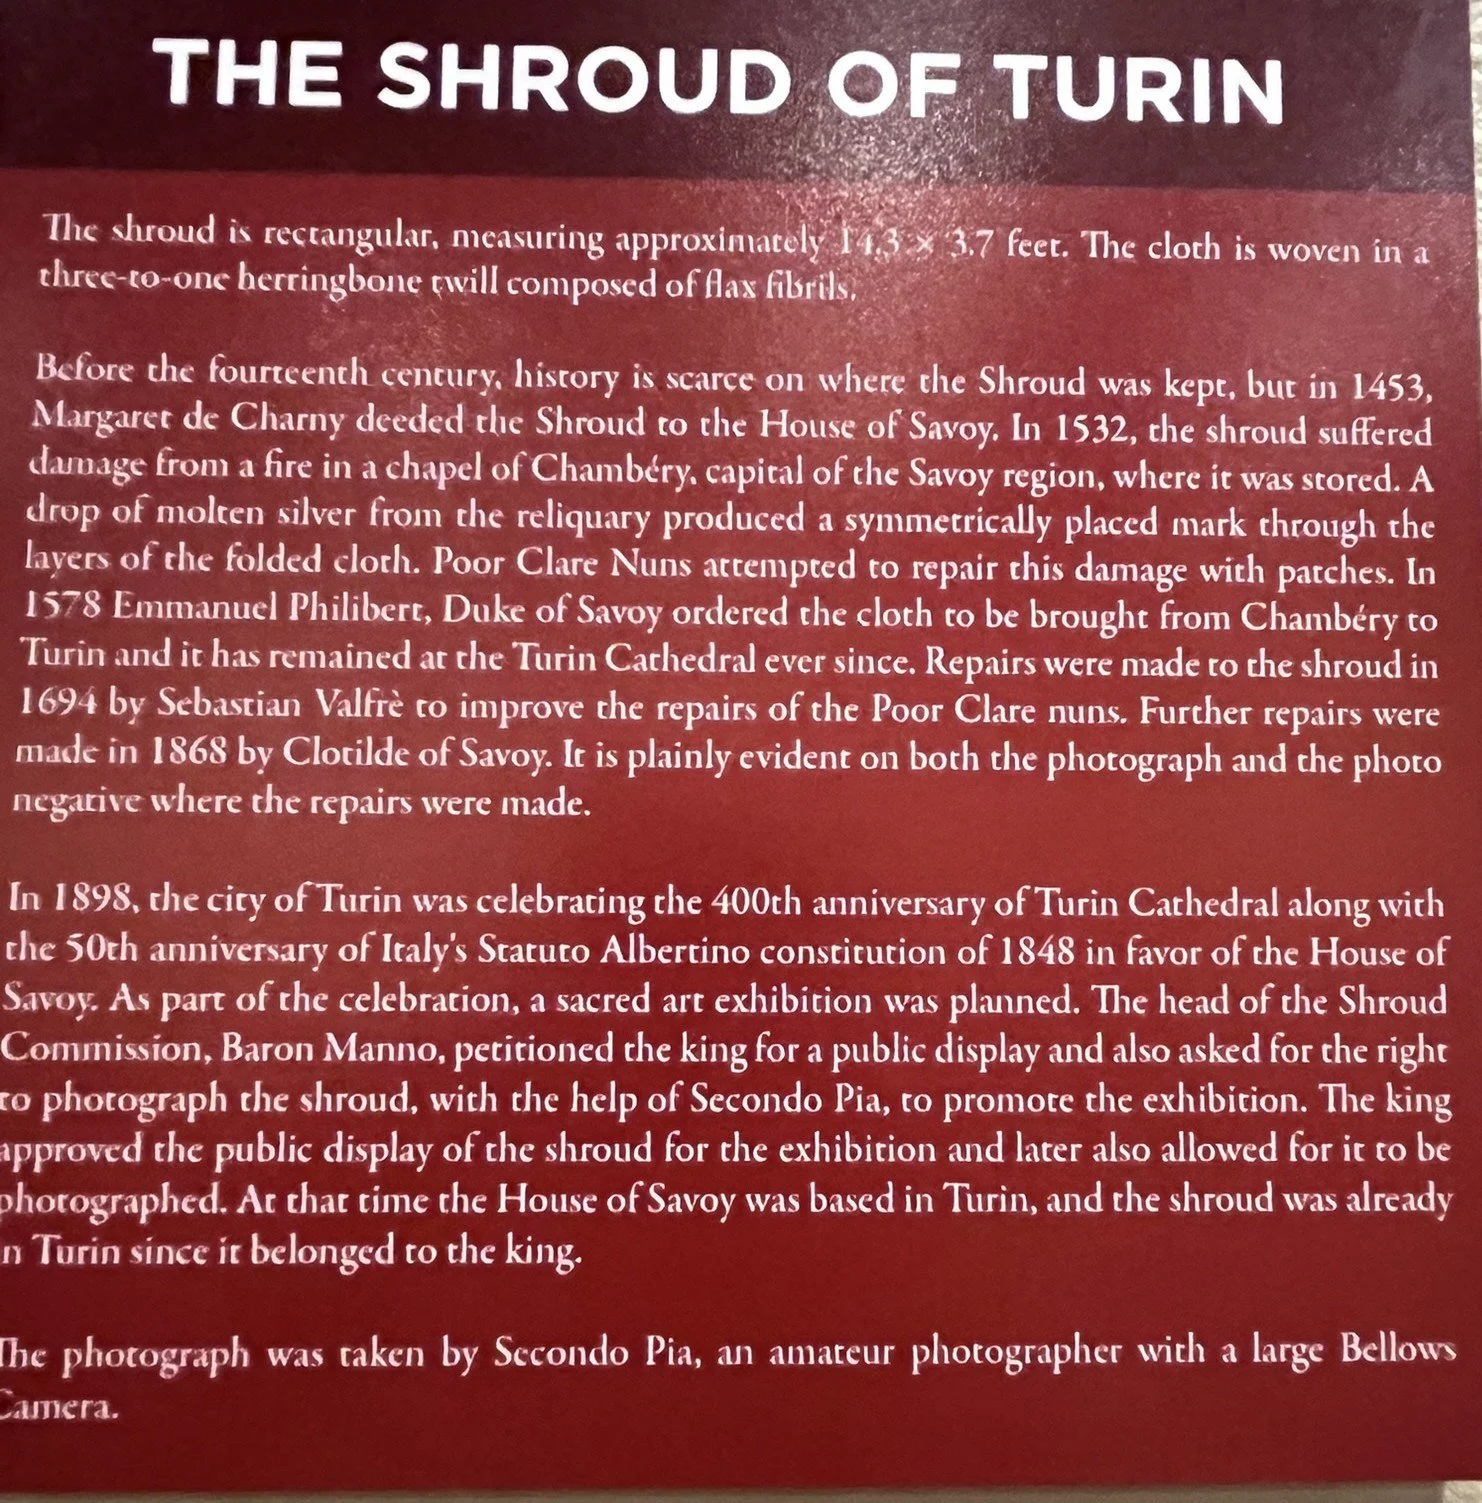 THE SHROUD OF TURIN
The shroud is rectangular, measuring approximately 14.3 × 3.7 feet. The cloth is woven in a
three-to-one herringbone twill composed of flax fibrils.
Before the fourteenth century, history is scarce on where the Shroud was kept, but in 1453,
Margaret de Charny deeded the Shroud to the House of Savoy. In 1532, the shroud suffered
damage from a fire in a chapel of Chambéry, capital of the Savoy region, where it was stored. A
drop of molten silver from the reliquary produced a symmetrically placed mark through the
layers of the folded cloth. Poor Clare Nuns attempted to repair this damage with patches. In
1578 Emmanuel Philibert, Duke of Savoy ordered the cloth to be brought from Chambéry to
Turin and it has remained at the Turin Cathedral ever since. Repairs were made to the shroud in
1694 by Sebastian Valfrè to improve the repairs of the Poor Clare nuns. Further repairs were
made in 1868 by Clotilde of Savoy. It is plainly evident on both the photograph and the photo
negative where the repairs were made.
In 1898, the city of Turin was celebrating the 400th anniversary of Turin Cathedral along with
the 50th anniversary of Italy's Statuto Albertino constitution of 1848 in favor of the House of
Savoy. As part of the celebration, a sacred art exhibition was planned. The head of the Shroud
Commission, Baron Manno, petitioned the king for a public display and also asked for the right
to photograph the shroud, with the help of Secondo Pia, to promote the exhibition. The king
approved the public display of the shroud for the exhibition and later also allowed for it to be
photographed. At that time the House of Savoy was based in Turin, and the shroud was already
n Turin since it belonged to the king.
The photograph was taken by Secondo Pia, an amateur photographer with a large Bellows
Camera.